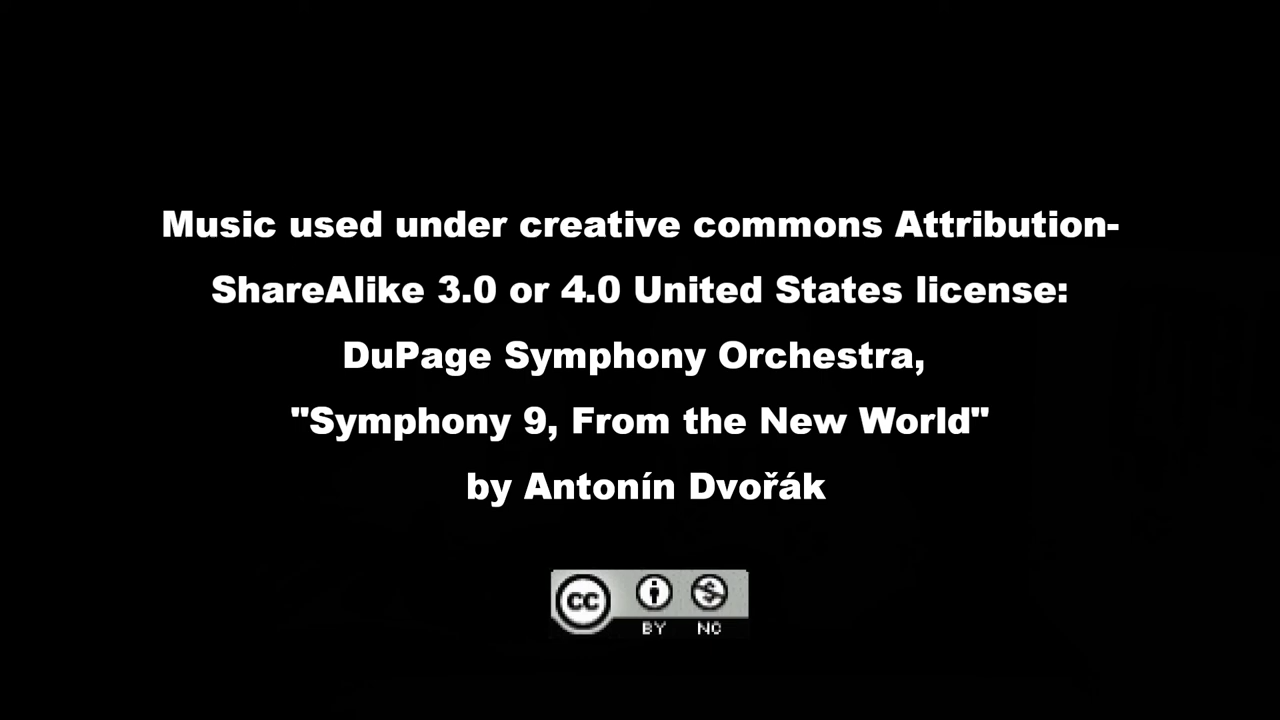 Music used under creative commons Attribution-
ShareAlike 3.0 or 4.0 United States license:
DuPage Symphony Orchestra,
"Symphony 9, From the New World"
by Antonín Dvořák
cc
BY NC